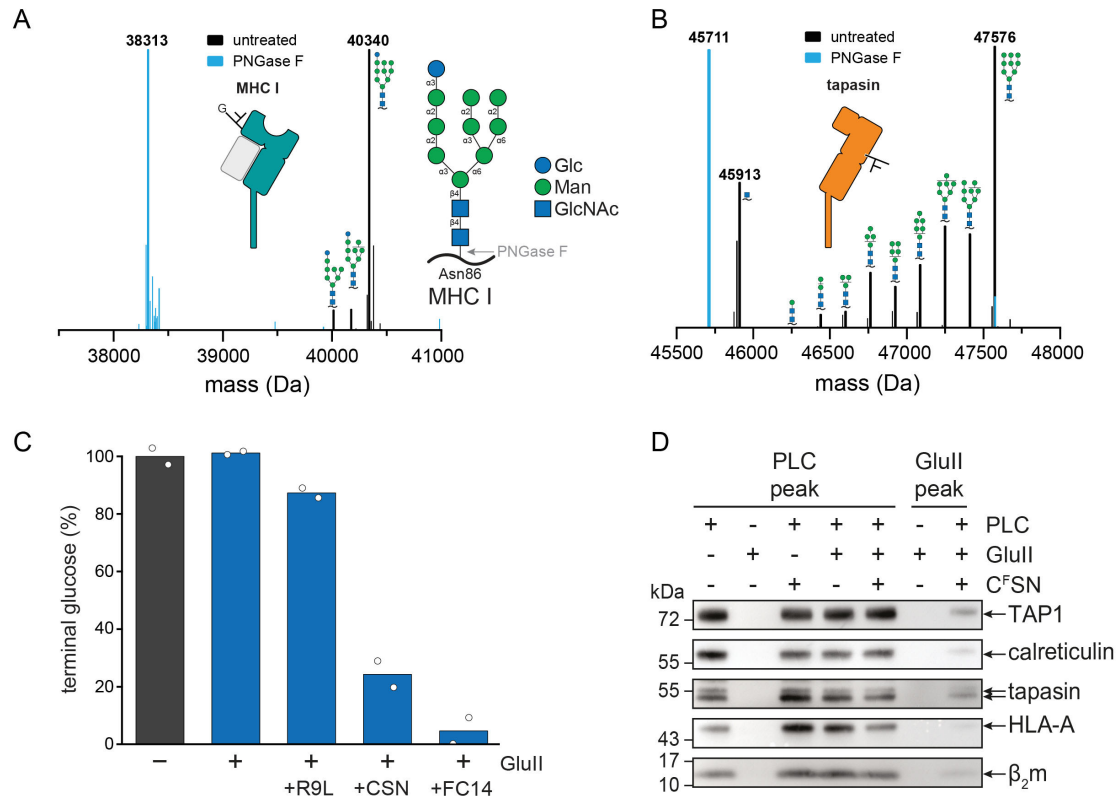 A
38313
40340
untreated
PNGase F
MHC I
G
α3
α2
α2
α2
α2
α2
α3
α6
α3
α6
β4
β4
Glc
Man
GlcNAc
PNGase F
Asn86
MHC I
38000
39000
40000
41000
mass (Da)
B
45711
47576
untreated
PNGase F
tapasin
45913
45500
46000
46500
47000
47500
48000
mass (Da)
C
terminal glucose (%)
100
80
60
40
20
0
− + + + + GluII
+R9L +CSN +FC14
D
PLC peak
GluII peak
+ - + + + - + PLC
- + - + + + + GluII
- - + - + - + CᶠSN
kDa
72 TAP1
55 calreticulin
55 tapasin
43 HLA-A
17
10 β₂m